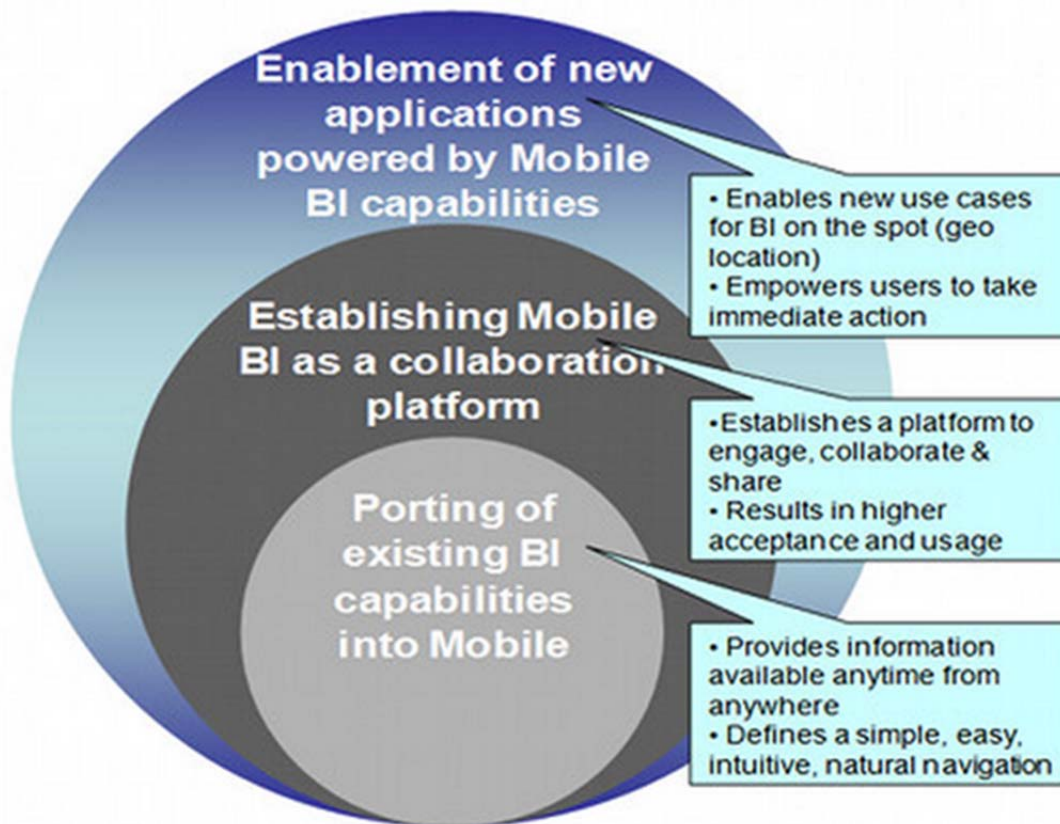 Enablement of new
applications
powered by Mobile
BI capabilities
• Enables new use cases
for BI on the spot (geo
location)
• Empowers users to take
immediate action
Establishing Mobile
BI as a collaboration
platform
•Establishes a platform to
engage, collaborate &
share
• Results in higher
acceptance and usage
Porting of
existing BI
capabilities
into Mobile
• Provides information
available anytime from
anywhere
• Defines a simple, easy,
intuitive, natural navigation